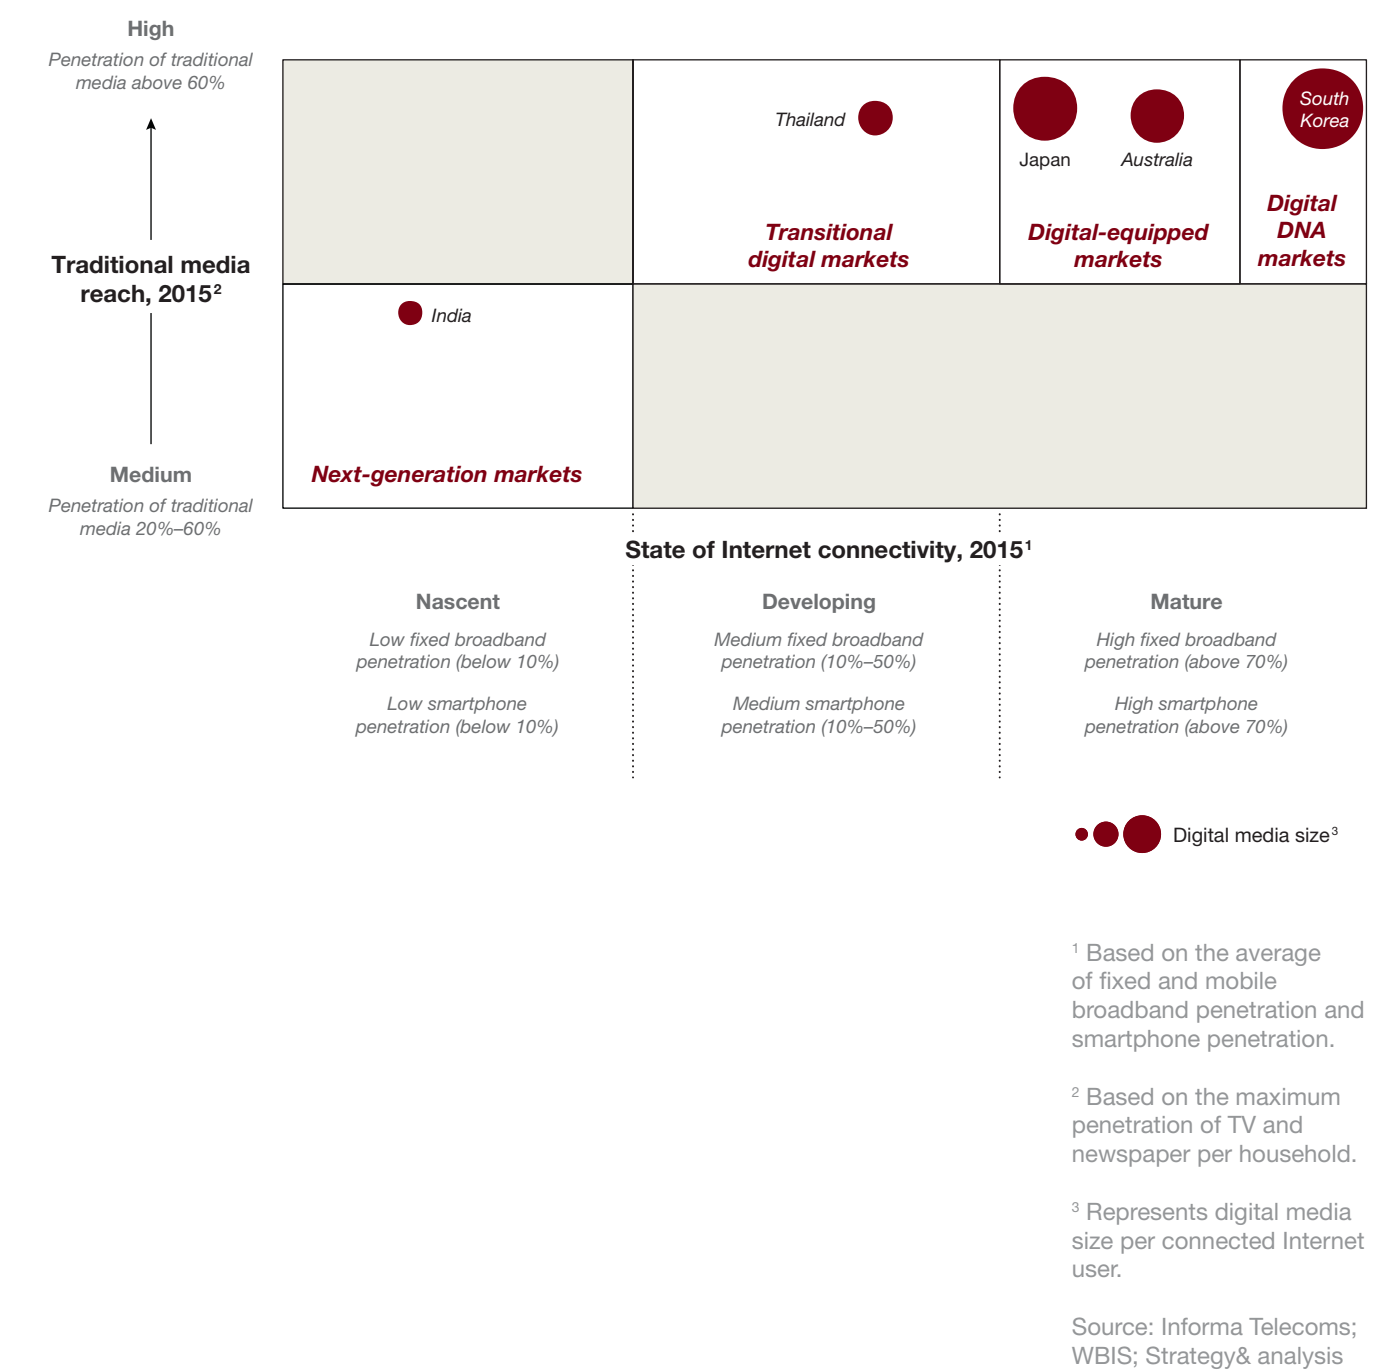 High
Penetration of traditional
media above 60%
Traditional media
reach, 2015²
Medium
Penetration of traditional
media 20%–60%
Thailand
Transitional
digital markets
Japan
Australia
Digital-equipped
markets
South
Korea
Digital
DNA
markets
India
Next-generation markets
State of Internet connectivity, 2015¹
Nascent
Low fixed broadband
penetration (below 10%)
Low smartphone
penetration (below 10%)
Developing
Medium fixed broadband
penetration (10%–50%)
Medium smartphone
penetration (10%–50%)
Mature
High fixed broadband
penetration (above 70%)
High smartphone
penetration (above 70%)
Digital media size³
¹ Based on the average
of fixed and mobile
broadband penetration and
smartphone penetration.
² Based on the maximum
penetration of TV and
newspaper per household.
³ Represents digital media
size per connected Internet
user.
Source: Informa Telecoms;
WBIS; Strategy& analysis